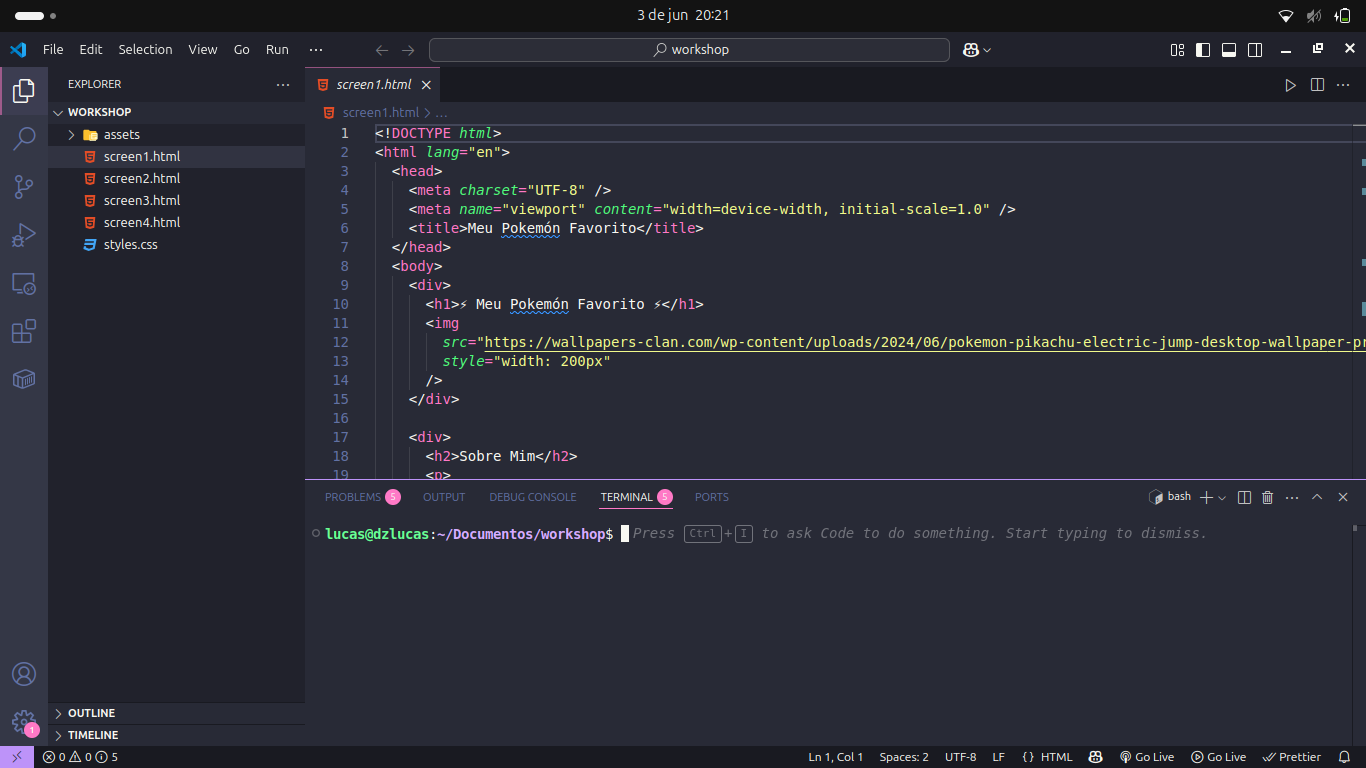 3 de jun 20:21
File Edit Selection View Go Run ···
workshop
EXPLORER ···
WORKSHOP
assets
screen1.html
screen2.html
screen3.html
screen4.html
styles.css
OUTLINE
TIMELINE
1
screen1.html
screen1.html > ...
1 <!DOCTYPE html>
2 <html lang="en">
3 <head>
4 <meta charset="UTF-8" />
5 <meta name="viewport" content="width=device-width, initial-scale=1.0" />
6 <title>Meu Pokemón Favorito</title>
7 </head>
8 <body>
9 <div>
10 <h1>⚡ Meu Pokemón Favorito ⚡</h1>
11 <img
12 src="https://wallpapers-clan.com/wp-content/uploads/2024/06/pokemon-pikachu-electric-jump-desktop-wallpaper-pr
13 style="width: 200px"
14 />
15 </div>
16
17 <div>
18 <h2>Sobre Mim</h2>
19 <p>
PROBLEMS 5 OUTPUT DEBUG CONSOLE TERMINAL 5 PORTS bash
lucas@dzlucas:~/Documentos/workshop$ Press Ctrl+I to ask Code to do something. Start typing to dismiss.
0 0 5 Ln 1, Col 1 Spaces: 2 UTF-8 LF {} HTML Go Live Go Live Prettier